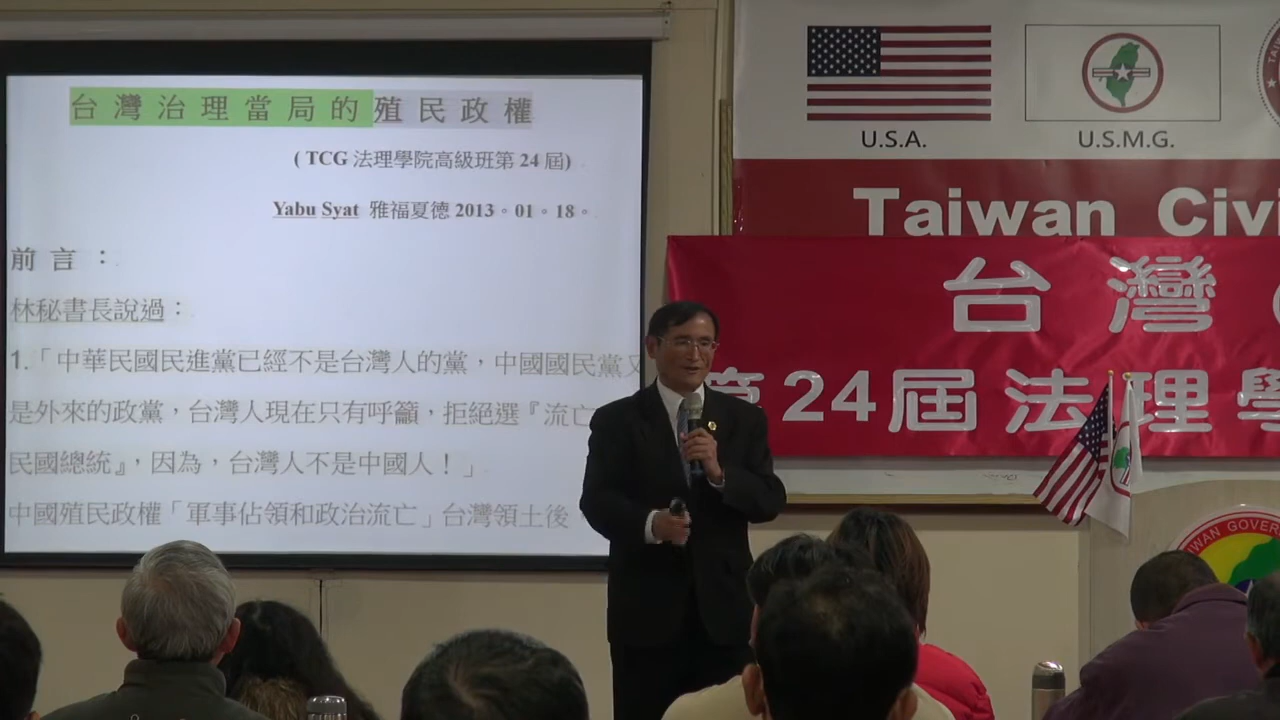 台灣治理當局的殖民政權
( TCG 法理學院高級班第 24 屆)
Yabu Syat 雅福夏德 2013。01。18。
前言：
林秘書長說過：
1.「中華民國民進黨已經不是台灣人的黨，中國國民黨又
是外來的政黨，台灣人現在只有呼籲，拒絕選『流亡
民國總統』，因為，台灣人不是中國人！」
中國殖民政權「軍事佔領和政治流亡」台灣領土後，
U.S.A.
U.S.M.G.
Taiwan Civi
台灣
第24屆法理學
WAN GOVER